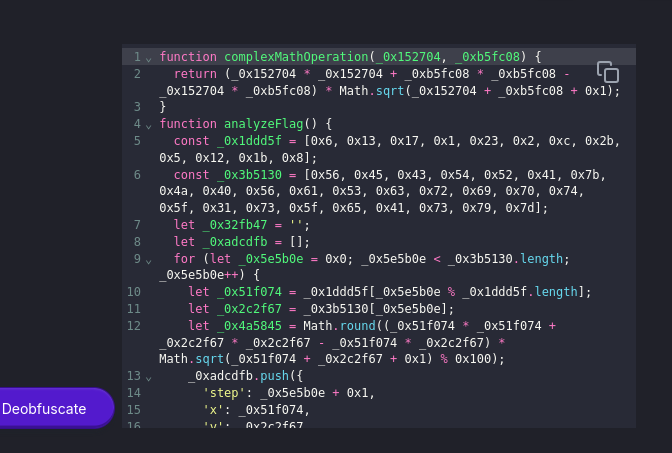 1 function complexMathOperation(_0x152704, _0xb5fc08) {
2 return (_0x152704 * _0x152704 + _0xb5fc08 * _0xb5fc08 -
_0x152704 * _0xb5fc08) * Math.sqrt(_0x152704 + _0xb5fc08 + 0x1);
3 }
4 function analyzeFlag() {
5 const _0x1ddd5f = [0x6, 0x13, 0x17, 0x1, 0x23, 0x2, 0xc, 0x2b,
0x5, 0x12, 0x1b, 0x8];
6 const _0x3b5130 = [0x56, 0x45, 0x43, 0x54, 0x52, 0x41, 0x7b,
0x4a, 0x40, 0x56, 0x61, 0x53, 0x63, 0x72, 0x69, 0x70, 0x74,
0x5f, 0x31, 0x73, 0x5f, 0x65, 0x41, 0x73, 0x79, 0x7d];
7 let _0x32fb47 = '';
8 let _0xadcdfb = [];
9 for (let _0x5e5b0e = 0x0; _0x5e5b0e < _0x3b5130.length;
_0x5e5b0e++) {
10 let _0x51f074 = _0x1ddd5f[_0x5e5b0e % _0x1ddd5f.length];
11 let _0x2c2f67 = _0x3b5130[_0x5e5b0e];
12 let _0x4a5845 = Math.round((_0x51f074 * _0x51f074 +
_0x2c2f67 * _0x2c2f67 - _0x51f074 * _0x2c2f67) *
Math.sqrt(_0x51f074 + _0x2c2f67 + 0x1) % 0x100);
13 _0xadcdfb.push({
14 'step': _0x5e5b0e + 0x1,
Deobfuscate
15 'x': _0x51f074,
16 'y': _0x2c2f67